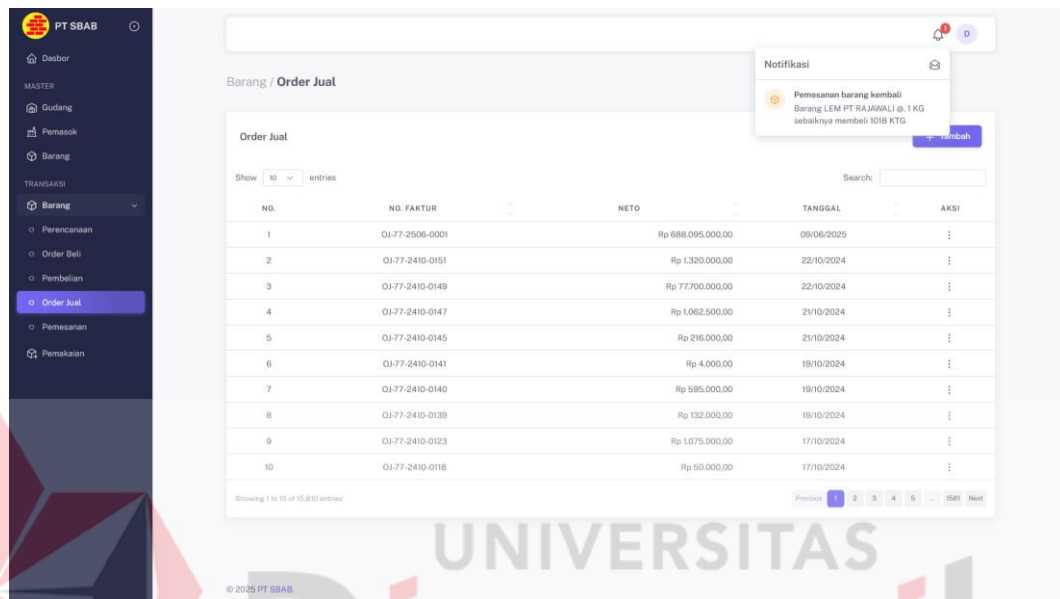 PT SBAB
Dasbor
MASTER
Gudang
Pemasok
Barang
TRANSAKSI
Barang
Perencanaan
Order Beli
Pembelian
Order Jual
Pemesanan
Pemakaian
1
D
Notifikasi
Pemesanan barang kembali
Barang LEM PT RAJAWALI @. 1 KG
sebaiknya membeli 1018 KTG
Barang / Order Jual
Order Jual
+ Tambah
Show 10 entries
Search:
NO. NO. FAKTUR NETO TANGGAL AKSI
1 OJ-77-2506-0001 Rp 688.095.000,00 09/06/2025
2 OJ-77-2410-0151 Rp 1.320.000,00 22/10/2024
3 OJ-77-2410-0149 Rp 77.700.000,00 22/10/2024
4 OJ-77-2410-0147 Rp 1.062.500,00 21/10/2024
5 OJ-77-2410-0145 Rp 216.000,00 21/10/2024
6 OJ-77-2410-0141 Rp 4.000,00 19/10/2024
7 OJ-77-2410-0140 Rp 595.000,00 19/10/2024
8 OJ-77-2410-0139 Rp 132.000,00 19/10/2024
9 OJ-77-2410-0123 Rp 1.075.000,00 17/10/2024
10 OJ-77-2410-0118 Rp 50.000,00 17/10/2024
Showing 1 to 10 of 15,810 entries
Previous 1 2 3 4 5 ... 1581 Next
UNIVERSITAS
© 2025 PT SBAB.